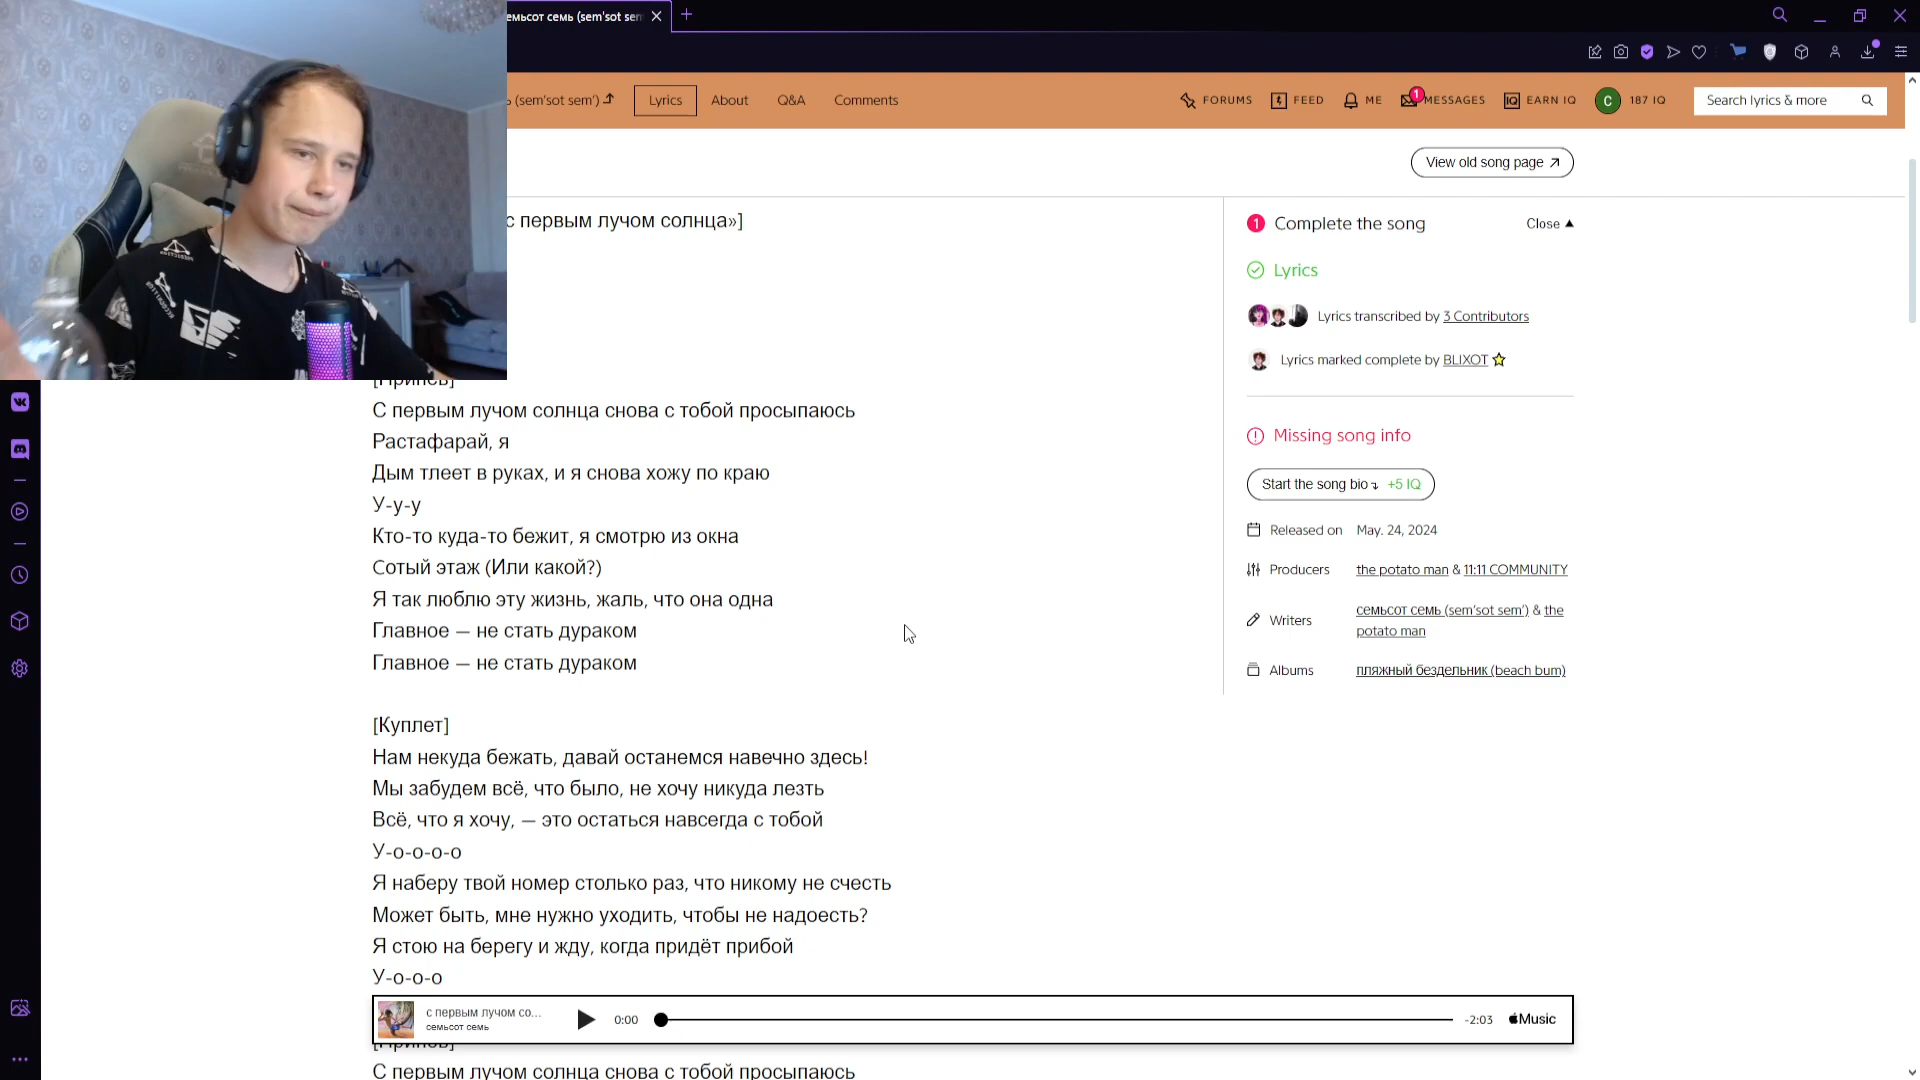 емьсот семь (sem'sot sem
ь (sem'sot sem')
Lyrics
About
Q&A
Comments
FORUMS
FEED
ME
1
MESSAGES
EARN IQ
C
187 IQ
Search lyrics & more
View old song page
с первым лучом солнца»]
[Припев]
С первым лучом солнца снова с тобой просыпаюсь
Растафарай, я
Дым тлеет в руках, и я снова хожу по краю
У-у-у
Кто-то куда-то бежит, я смотрю из окна
Сотый этаж (Или какой?)
Я так люблю эту жизнь, жаль, что она одна
Главное — не стать дураком
Главное — не стать дураком
[Куплет]
Нам некуда бежать, давай останемся навечно здесь!
Мы забудем всё, что было, не хочу никуда лезть
Всё, что я хочу, — это остаться навсегда с тобой
У-о-о-о-о
Я наберу твой номер столько раз, что никому не счесть
Может быть, мне нужно уходить, чтобы не надоесть?
Я стою на берегу и жду, когда придёт прибой
У-о-о-о
[Припев]
С первым лучом солнца снова с тобой просыпаюсь
1 Complete the song
Close
Lyrics
Lyrics transcribed by 3 Contributors
Lyrics marked complete by BLIXOT
Missing song info
Start the song bio +5 IQ
Released on May. 24, 2024
Producers the potato man & 11:11 COMMUNITY
Writers семьсот семь (sem'sot sem') & the
potato man
Albums пляжный бездельник (beach bum)
с первым лучом со...
семьсот семь
0:00
-2:03
Music